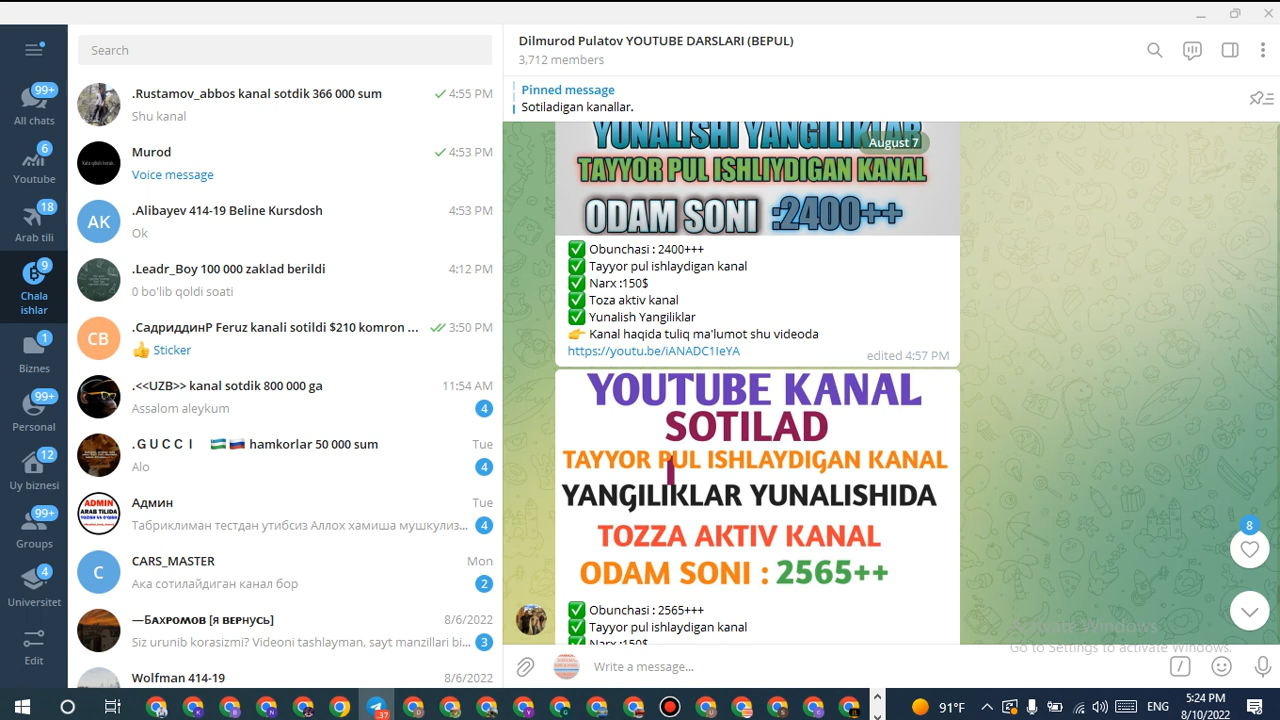 Search
99+
All chats
6
Youtube
18
Arab tili
9
Chala
ishlar
1
Biznes
99+
Personal
12
Uy biznesi
99+
Groups
4
Universitet
Edit
.Rustamov_abbos kanal sotdik 366 000 sum
4:55 PM
Shu kanal
Murod
4:53 PM
Voice message
AK
.Alibayev 414-19 Beline Kursdosh
4:53 PM
Ok
.Leadr_Boy 100 000 zaklad berildi
4:12 PM
0 bo'lib qoldi soati
СВ
.СадриддинР Feruz kanali sotildi $210 komron ...
3:50 PM
👍 Sticker
.<<UZB>> kanal sotdik 800 000 ga
11:54 AM
Assalom aleykum
4
.G U C C I 🇺🇿 🇷🇺 hamkorlar 50 000 sum
Tue
Alo
4
ADMIN
ARAB TILIDA
Админ
Tue
Табриклиман тестдан утибсиз Аллох хамиша мушкулиз...
4
C
CARS_MASTER
Mon
Ака сотилайдиган канал бор
2
—Бахромов [я вернусь]
8/6/2022
Siz urunib korasizmi? Videoni tashlayman, sayt manzillari bi...
3
Wolfman 414-19
8/6/2022
Dilmurod Pulatov YOUTUBE DARSLARI (BEPUL)
3,712 members
Pinned message
Sotiladigan kanallar.
YUNALISHI YANGILIKLAR
August 7
TAYYOR PUL ISHLIYDIGAN KANAL
ODAM SONI :2400++
✅ Obunchasi : 2400+++
✅ Tayyor pul ishlaydigan kanal
✅ Narx :150$
✅ Toza aktiv kanal
✅ Yunalish Yangiliklar
👉 Kanal haqida tuliq ma'lumot shu videoda
https://youtu.be/iANADC1IeYA
edited 4:57 PM
YOUTUBE KANAL
SOTILAD
TAYYOR PUL ISHLAYDIGAN KANAL
YANGILIKLAR YUNALISHIDA
TOZZA AKTIV KANAL
ODAM SONI : 2565++
✅ Obunchasi : 2565+++
✅ Tayyor pul ishlaydigan kanal
✅ Narx :150$
8
Activate Windows
Go to Settings to activate Windows.
Write a message...
37
91°F
ENG
5:24 PM
8/10/2022